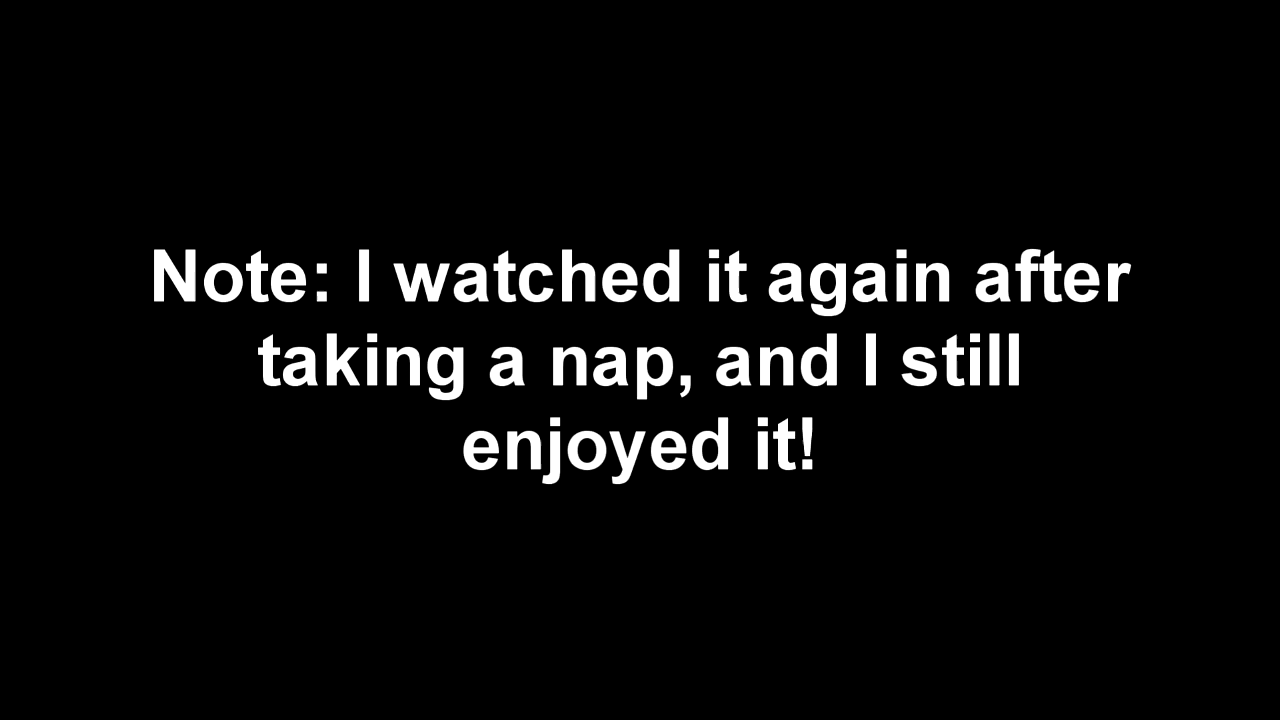 Note: I watched it again after
taking a nap, and I still
enjoyed it!